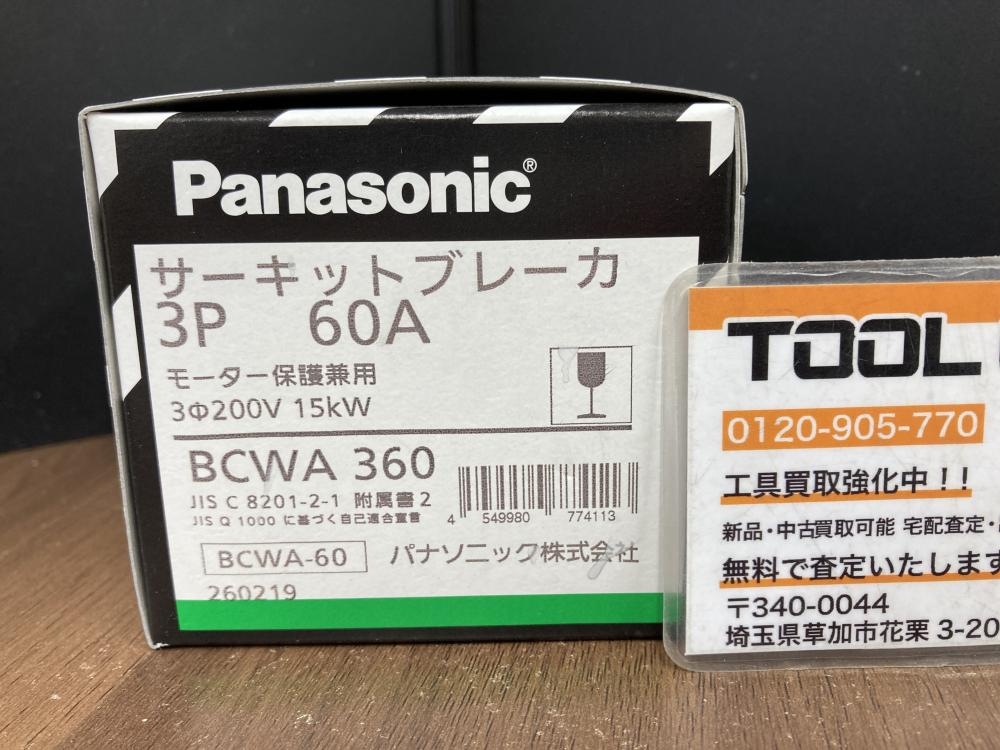 Panasonic®
サーキットブレーカ
3P 60A
モーター保護兼用
3Φ200V 15kW
BCWA 360
JIS C 8201-2-1 附属書2
JIS Q 1000 に基づく自己適合宣言
4 549980 774113
BCWA-60 パナソニック株式会社
260219
TOOL
0120-905-770
工具買取強化中!!
新品・中古買取可能 宅配査定・
無料で査定いたします
〒340-0044
埼玉県草加市花栗 3-20